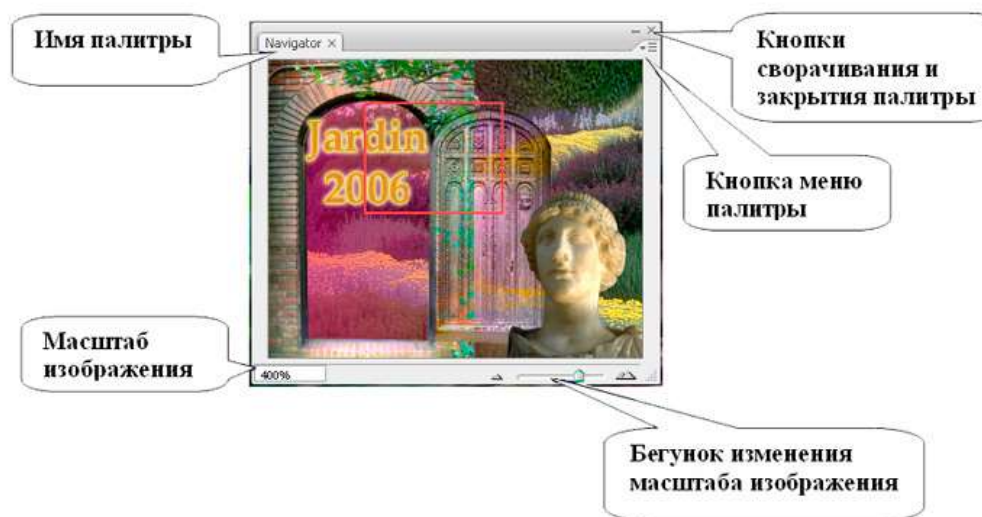 Имя палитры
Navigator
Кнопки
сворачивания и
закрытия палитры
Jardin
2006
Кнопка меню
палитры
Масштаб
изображения
400%
Бегунок изменения
масштаба изображения